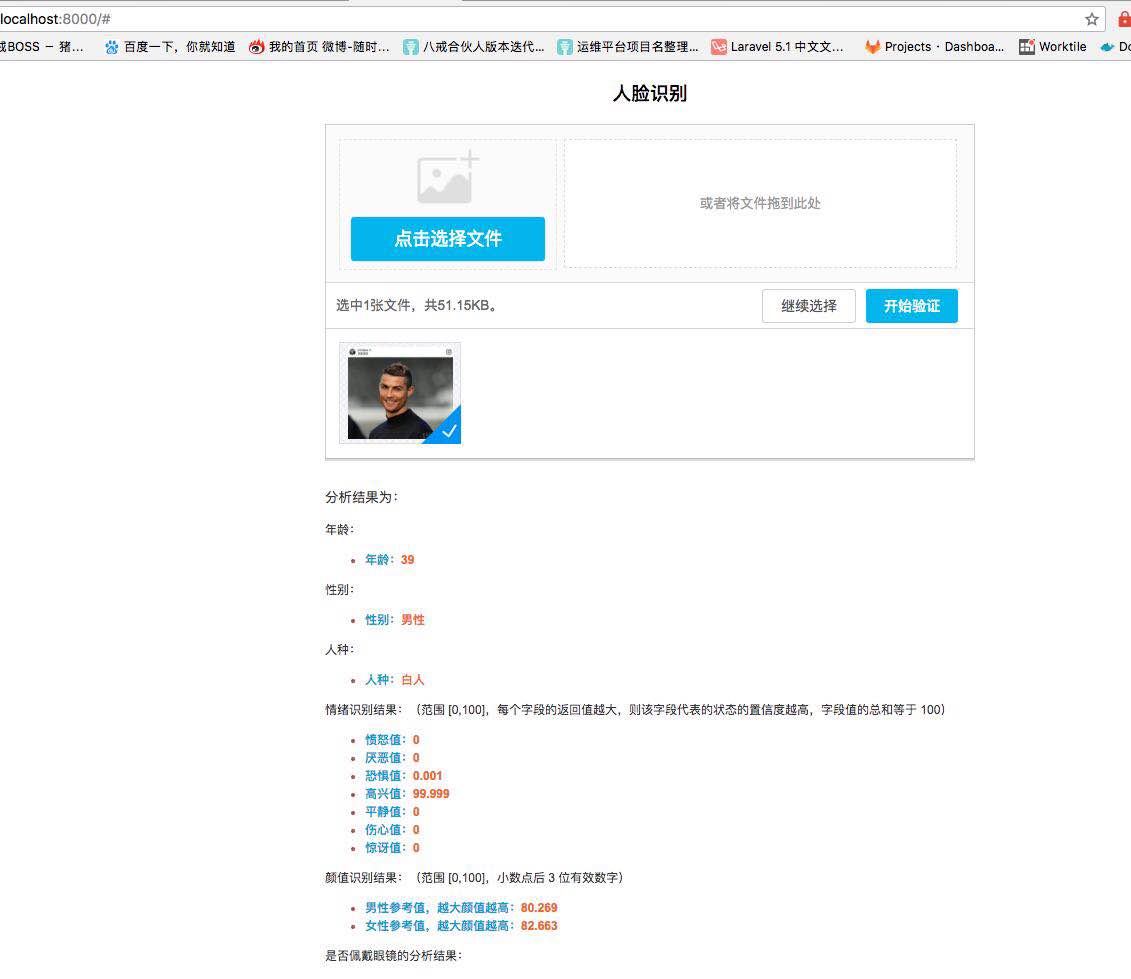 localhost:8000/#
戒BOSS － 猪...
百度一下，你就知道
我的首页 微博-随时...
八戒合伙人版本迭代...
运维平台项目名整理...
Laravel 5.1 中文文...
Projects · Dashboa...
Worktile
Do
人脸识别
点击选择文件
或者将文件拖到此处
选中1张文件，共51.15KB。
继续选择
开始验证
分析结果为：
年龄：
年龄：39
性别：
性别：男性
人种：
人种：白人
情绪识别结果：（范围 [0,100]，每个字段的返回值越大，则该字段代表的状态的置信度越高，字段值的总和等于 100）
愤怒值：0
厌恶值：0
恐惧值：0.001
高兴值：99.999
平静值：0
伤心值：0
惊讶值：0
颜值识别结果：（范围 [0,100]，小数点后 3 位有效数字）
男性参考值，越大颜值越高：80.269
女性参考值，越大颜值越高：82.663
是否佩戴眼镜的分析结果：